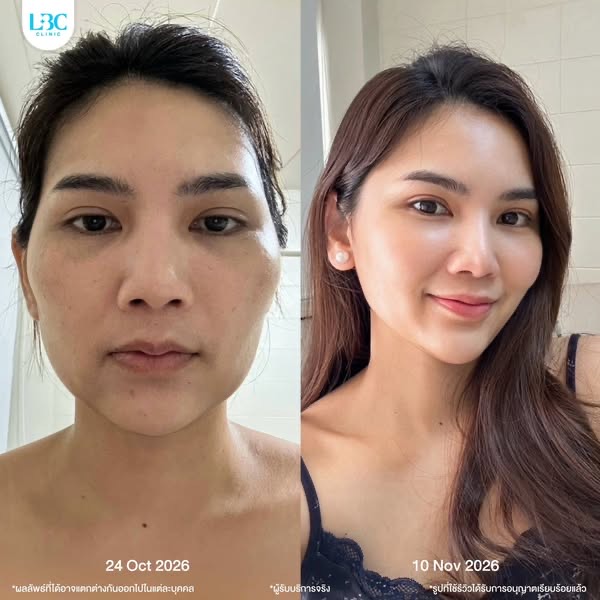 LBC
CLINIC
24 Oct 2026
10 Nov 2026
*ผลลัพธ์ที่ได้อาจแตกต่างกันออกไปในแต่ละบุคคล
*ผู้รับบริการจริง
*รูปที่ใช้รีวิวได้รับการอนุญาตเรียบร้อยแล้ว